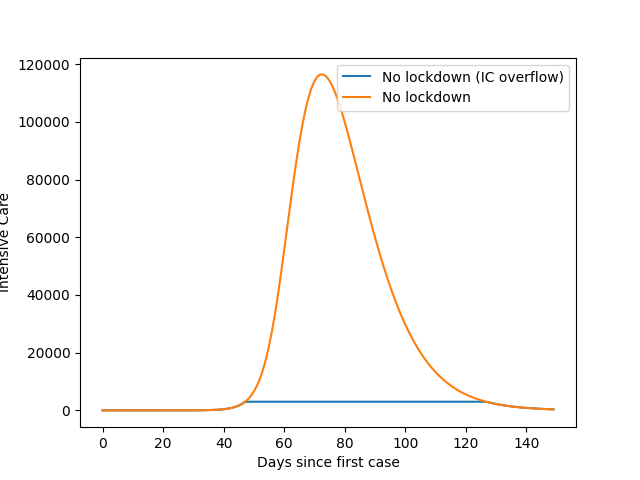 No lockdown (IC overflow)
No lockdown
120000
100000
80000
60000
40000
20000
0
Intensive Care
0 20 40 60 80 100 120 140
Days since first case